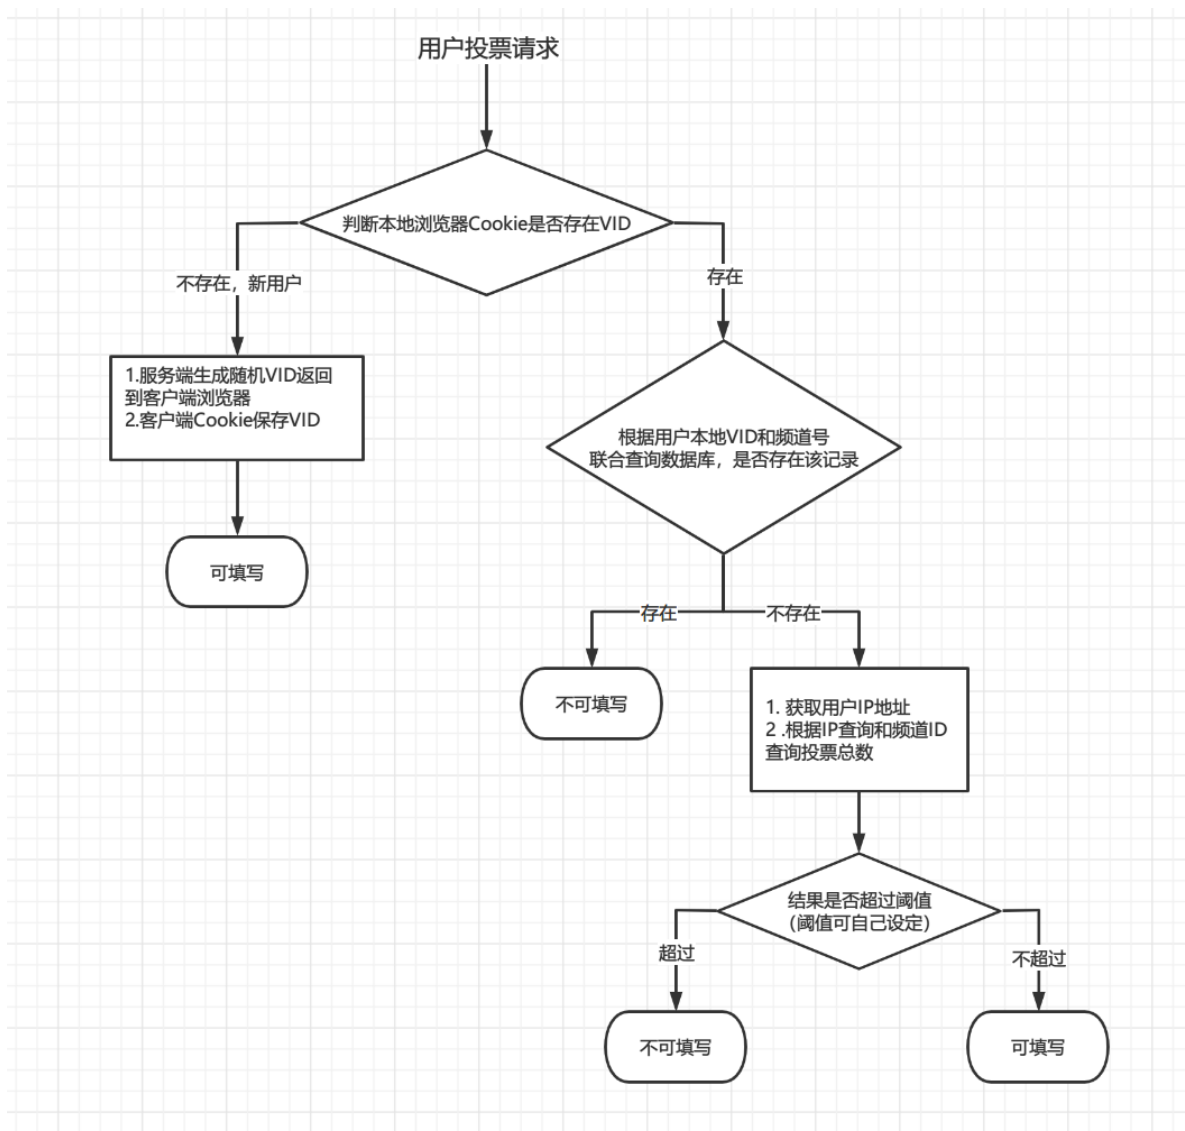 用户投票请求
判断本地浏览器Cookie是否存在VID
不存在，新用户
存在
1.服务端生成随机VID返回
到客户端浏览器
2.客户端Cookie保存VID
可填写
根据用户本地VID和频道号
联合查询数据库，是否存在该记录
存在
不存在
不可填写
1. 获取用户IP地址
2 .根据IP查询和频道ID
查询投票总数
结果是否超过阈值
（阈值可自己设定）
超过
不超过
不可填写
可填写